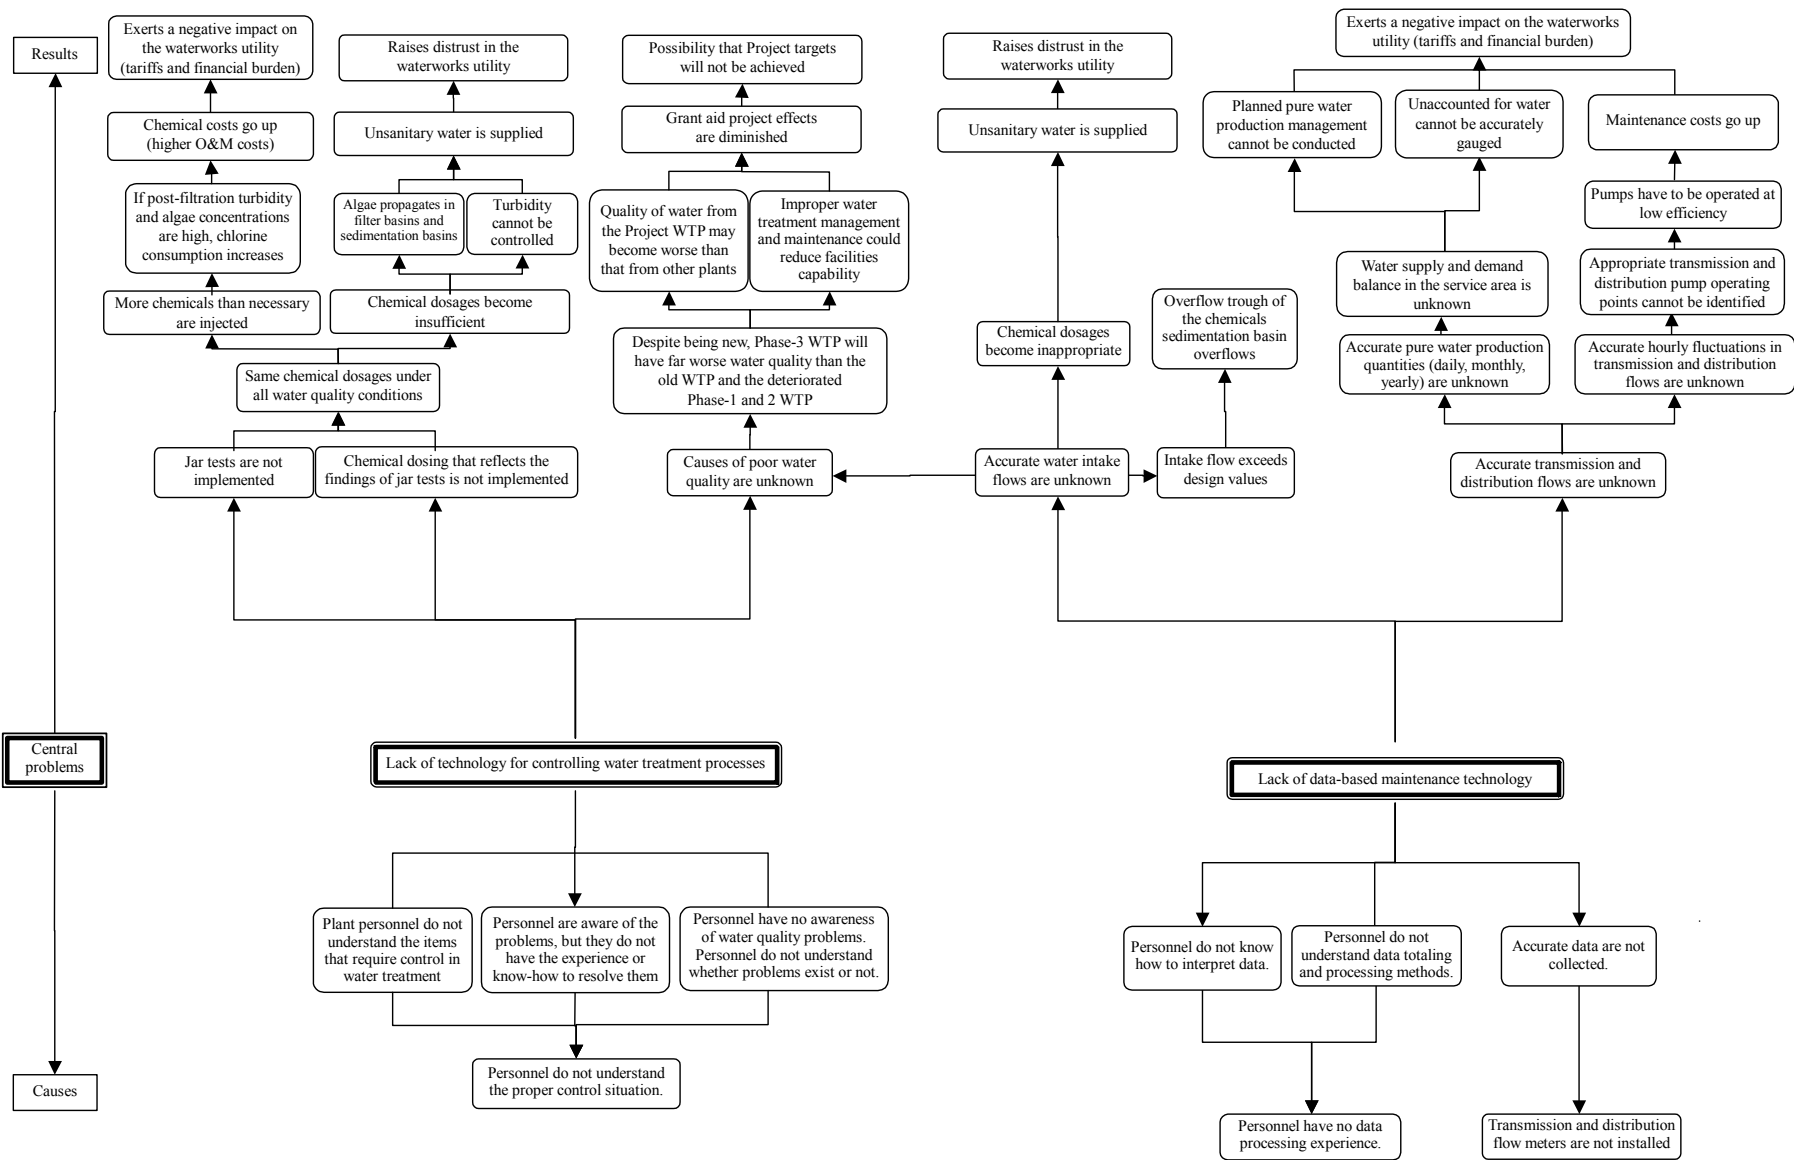 Results
Exerts a negative impact on
the waterworks utility
(tariffs and financial burden)
Chemical costs go up
(higher O&M costs)
If post-filtration turbidity
and algae concentrations
are high, chlorine
consumption increases
More chemicals than necessary
are injected
Raises distrust in the
waterworks utility
Unsanitary water is supplied
Algae propagates in
filter basins and
sedimentation basins
Turbidity
cannot be
controlled
Chemical dosages become
insufficient
Same chemical dosages under
all water quality conditions
Jar tests are not
implemented
Chemical dosing that reflects the
findings of jar tests is not implemented
Possibility that Project targets
will not be achieved
Grant aid project effects
are diminished
Quality of water from
the Project WTP may
become worse than
that from other plants
Improper water
treatment management
and maintenance could
reduce facilities
capability
Despite being new, Phase-3 WTP will
have far worse water quality than the
old WTP and the deteriorated
Phase-1 and 2 WTP
Causes of poor water
quality are unknown
Raises distrust in the
waterworks utility
Unsanitary water is supplied
Chemical dosages
become inappropriate
Accurate water intake
flows are unknown
Overflow trough of
the chemicals
sedimentation basin
overflows
Intake flow exceeds
design values
Exerts a negative impact on the waterworks
utility (tariffs and financial burden)
Planned pure water
production management
cannot be conducted
Unaccounted for water
cannot be accurately
gauged
Maintenance costs go up
Pumps have to be operated at
low efficiency
Water supply and demand
balance in the service area is
unknown
Appropriate transmission and
distribution pump operating
points cannot be identified
Accurate pure water production
quantities (daily, monthly,
yearly) are unknown
Accurate hourly fluctuations in
transmission and distribution
flows are unknown
Accurate transmission and
distribution flows are unknown
Central
problems
Lack of technology for controlling water treatment processes
Lack of data-based maintenance technology
Plant personnel do not
understand the items
that require control in
water treatment
Personnel are aware of the
problems, but they do not
have the experience or
know-how to resolve them
Personnel have no awareness
of water quality problems.
Personnel do not understand
whether problems exist or not.
Personnel do not know
how to interpret data.
Personnel do not
understand data totaling
and processing methods.
Accurate data are not
collected.
Causes
Personnel do not understand
the proper control situation.
Personnel have no data
processing experience.
Transmission and distribution
flow meters are not installed